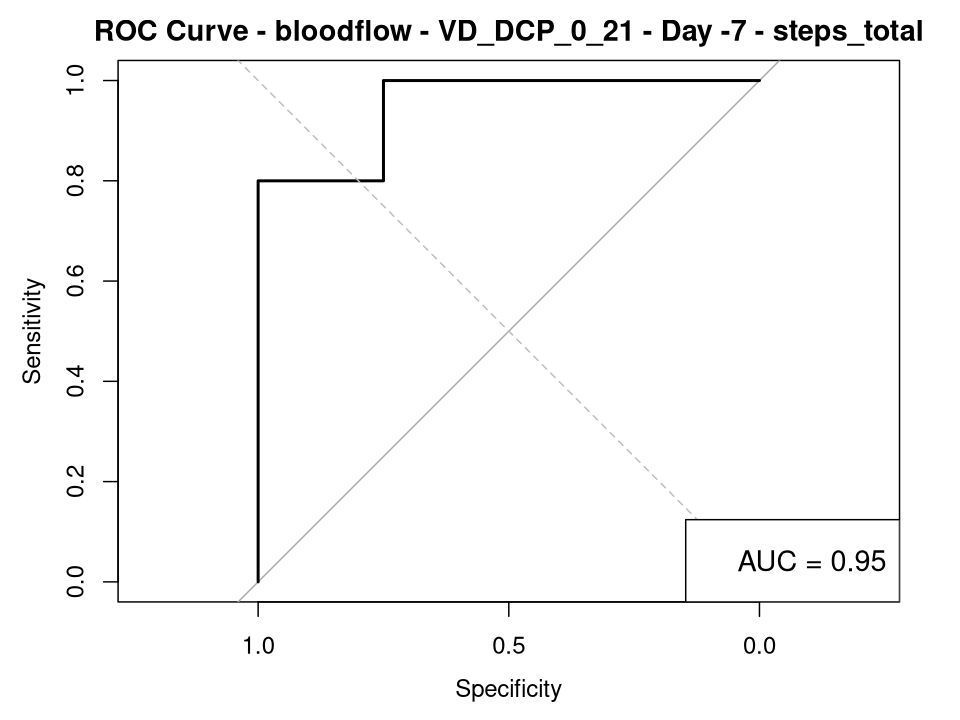 ROC Curve - bloodflow - VD_DCP_0_21 - Day -7 - steps_total
Sensitivity
1.0
0.8
0.6
0.4
0.2
0.0
AUC = 0.95
1.0 0.5 0.0
Specificity